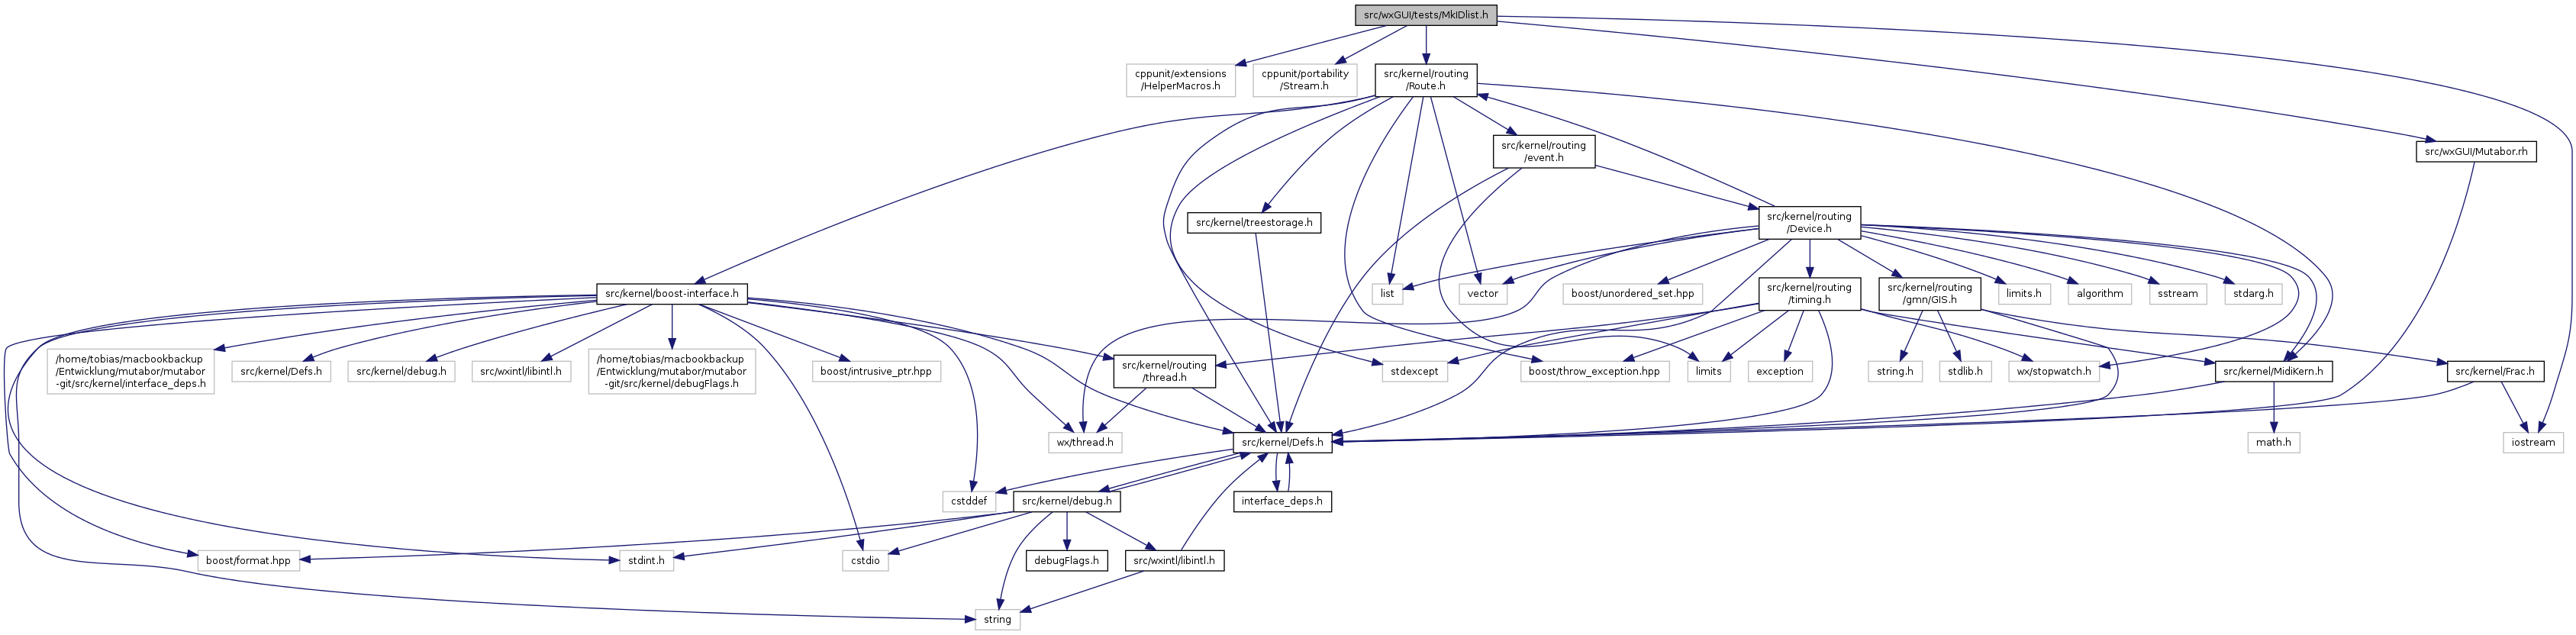 src/wxGUI/tests/MkIDlist.h
cppunit/extensions
/HelperMacros.h
cppunit/portability
/Stream.h
src/kernel/routing
/Route.h
src/kernel/routing
/event.h
src/wxGUI/Mutabor.rh
src/kernel/treestorage.h
src/kernel/routing
/Device.h
src/kernel/boost-interface.h
list
vector
boost/unordered_set.hpp
src/kernel/routing
/timing.h
src/kernel/routing
/gmn/GIS.h
limits.h
algorithm
sstream
stdarg.h
/home/tobias/macbookbackup
/Entwicklung/mutabor/mutabor
-git/src/kernel/interface_deps.h
src/kernel/Defs.h
src/kernel/debug.h
src/wxintl/libintl.h
/home/tobias/macbookbackup
/Entwicklung/mutabor/mutabor
-git/src/kernel/debugFlags.h
boost/intrusive_ptr.hpp
src/kernel/routing
/thread.h
stdexcept
boost/throw_exception.hpp
limits
exception
string.h
stdlib.h
wx/stopwatch.h
src/kernel/MidiKern.h
src/kernel/Frac.h
wx/thread.h
src/kernel/Defs.h
math.h
iostream
cstddef
src/kernel/debug.h
interface_deps.h
boost/format.hpp
stdint.h
cstdio
debugFlags.h
src/wxintl/libintl.h
string